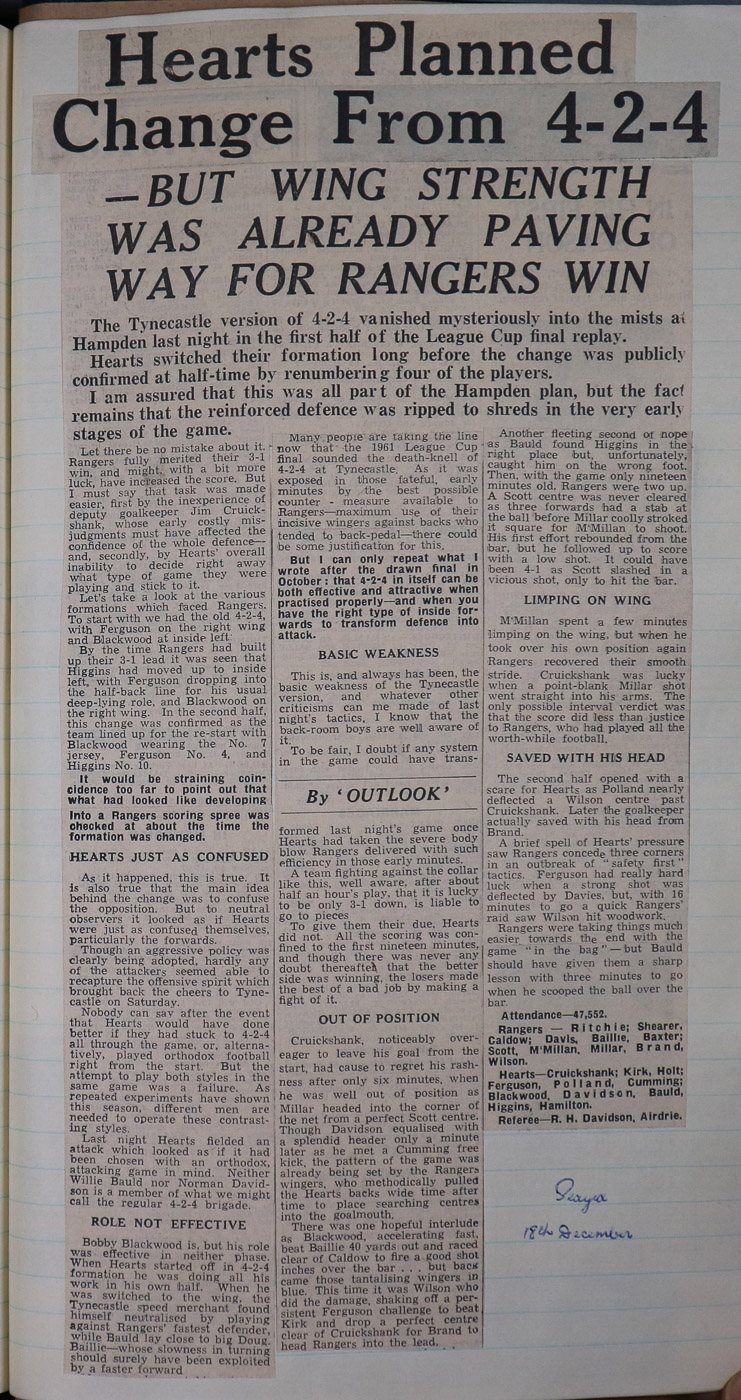 Hearts Planned
Change From 4-2-4
—BUT WING STRENGTH
WAS ALREADY PAVING
WAY FOR RANGERS WIN
The Tynecastle version of 4-2-4 vanished mysteriously into the mists at
Hampden last night in the first half of the League Cup final replay.
Hearts switched their formation long before the change was publicly
confirmed at half-time by renumbering four of the players.
I am assured that this was all part of the Hampden plan, but the fact
remains that the reinforced defence was ripped to shreds in the very early
stages of the game.
Let there be no mistake about it.
Rangers fully merited their 3-1
win, and might, with a bit more
luck, have increased the score. But
I must say that task was made
easier, first by the inexperience of
deputy goalkeeper Jim Cruick-
shank, whose early costly mis-
judgments must have affected the
confidence of the whole defence—
and, secondly, by Hearts' overall
inability to decide right away
what type of game they were
playing and stick to it.
Let's take a look at the various
formations which faced Rangers.
To start with we had the old 4-2-4,
with Ferguson on the right wing
and Blackwood at inside left.
By the time Rangers had built
up their 3-1 lead it was seen that
Higgins had moved up to inside
left, with Ferguson dropping into
the half-back line for his usual
deep-lying role, and Blackwood on
the right wing. In the second half,
this change was confirmed as the
team lined up for the re-start with
Blackwood wearing the No. 7
jersey, Ferguson No. 4, and
Higgins No. 10.
It would be straining coin-
cidence too far to point out that
what had looked like developing
into a Rangers scoring spree was
checked at about the time the
formation was changed.
HEARTS JUST AS CONFUSED
As it happened, this is true. It
is also true that the main idea
behind the change was to confuse
the opposition. But to neutral
observers it looked as if Hearts
were just as confused themselves,
particularly the forwards.
Though an aggressive policy was
clearly being adopted, hardly any
of the attackers seemed able to
recapture the offensive spirit which
brought back the cheers to Tyne-
castle on Saturday.
Nobody can say after the event
that Hearts would have done
better if they had stuck to 4-2-4
all through the game, or, alterna-
tively, played orthodox football
right from the start. But the
attempt to play both styles in the
same game was a failure. As
repeated experiments have shown
this season, different men are
needed to operate these contrast-
ing styles.
Last night Hearts fielded an
attack which looked as if it had
been chosen with an orthodox,
attacking game in mind. Neither
Willie Bauld nor Norman David-
son is a member of what we might
call the regular 4-2-4 brigade.
ROLE NOT EFFECTIVE
Bobby Blackwood is, but his role
was effective in neither phase.
When Hearts started off in 4-2-4
formation he was doing all his
work in his own half. When he
was switched to the wing, the
Tynecastle speed merchant found
himself neutralised by playing
against Rangers' fastest defender,
while Bauld lay close to big Doug.
Baillie—whose slowness in turning
should surely have been exploited
by a faster forward.
Many people are taking the line
now that the 1961 League Cup
final sounded the death-knell of
4-2-4 at Tynecastle. As it was
exposed in those fateful, early
minutes by the best possible
counter - measure available to
Rangers—maximum use of their
incisive wingers against backs who
tended to back-pedal—there could
be some justification for this.
But I can only repeat what I
wrote after the drawn final in
October: that 4-2-4 in itself can be
both effective and attractive when
practised properly—and when you
have the right type of inside for-
wards to transform defence into
attack.
BASIC WEAKNESS
This is, and always has been, the
basic weakness of the Tynecastle
version, and whatever other
criticisms can me made of last
night's tactics, I know that the
back-room boys are well aware of
it.
To be fair, I doubt if any system
in the game could have trans-
By 'OUTLOOK'
formed last night's game once
Hearts had taken the severe body
blow Rangers delivered with such
efficiency in those early minutes.
A team fighting against the collar
like this, well aware, after about
half an hour's play, that it is lucky
to be only 3-1 down, is liable to
go to pieces
To give them their due, Hearts
did not. All the scoring was con-
fined to the first nineteen minutes,
and though there was never any
doubt thereafter that the better
side was winning, the losers made
the best of a bad job by making a
fight of it.
OUT OF POSITION
Cruickshank, noticeably over-
eager to leave his goal from the
start, had cause to regret his rash-
ness after only six minutes, when
he was well out of position as
Millar headed into the corner of
the net from a perfect Scott centre.
Though Davidson equalised with
a splendid header only a minute
later as he met a Cumming free
kick, the pattern of the game was
already being set by the Rangers
wingers, who methodically pulled
the Hearts backs wide time after
time to place searching centres
into the goalmouth.
There was one hopeful interlude
as Blackwood, accelerating fast,
beat Baillie 40 yards out and raced
clear of Caldow to fire a good shot
inches over the bar . . . but back
came those tantalising wingers in
blue. This time it was Wilson who
did the damage, shaking off a per-
sistent Ferguson challenge to beat
Kirk and drop a perfect centre
clear of Cruickshank for Brand to
head Rangers into the lead.
Another fleeting second of hope
as Bauld found Higgins in the
right place but, unfortunately,
caught him on the wrong foot.
Then, with the game only nineteen
minutes old, Rangers were two up.
A Scott centre was never cleared
as three forwards had a stab at
the ball before Millar coolly stroked
it square for M'Millan to shoot.
His first effort rebounded from the
bar, but he followed up to score
with a low shot. It could have
been 4-1 as Scott slashed in a
vicious shot, only to hit the bar.
LIMPING ON WING
M'Millan spent a few minutes
limping on the wing, but when he
took over his own position again
Rangers recovered their smooth
stride. Cruickshank was lucky
when a point-blank Millar shot
went straight into his arms. The
only possible interval verdict was
that the score did less than justice
to Rangers, who had played all the
worth-while football.
SAVED WITH HIS HEAD
The second half opened with a
scare for Hearts as Polland nearly
deflected a Wilson centre past
Cruickshank. Later the goalkeeper
actually saved with his head from
Brand.
A brief spell of Hearts' pressure
saw Rangers concede three corners
in an outbreak of "safety first"
tactics. Ferguson had really hard
luck when a strong shot was
deflected by Davies, but, with 16
minutes to go a quick Rangers'
raid saw Wilson hit woodwork.
Rangers were taking things much
easier towards the end with the
game "in the bag"—but Bauld
should have given them a sharp
lesson with three minutes to go
when he scooped the ball over the
bar.
Attendance—47,552.
Rangers — Ritchie; Shearer,
Caldow; Davis, Baillie, Baxter;
Scott, M'Millan, Millar, Brand,
Wilson.
Hearts—Cruickshank; Kirk, Holt;
Ferguson, Polland, Cumming;
Blackwood, Davidson, Bauld,
Higgins, Hamilton.
Referee—R. H. Davidson, Airdrie.
18th December